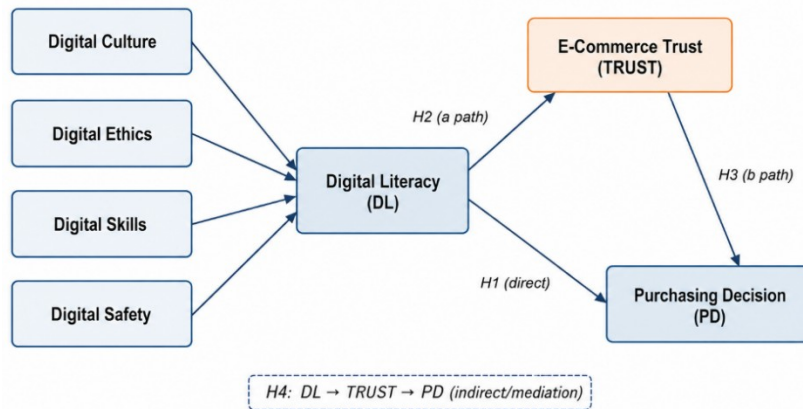 Digital Culture
Digital Ethics
Digital Skills
Digital Safety
Digital Literacy
(DL)
E-Commerce Trust
(TRUST)
H2 (a path)
H3 (b path)
H1 (direct)
Purchasing Decision
(PD)
H4: DL → TRUST → PD (indirect/mediation)